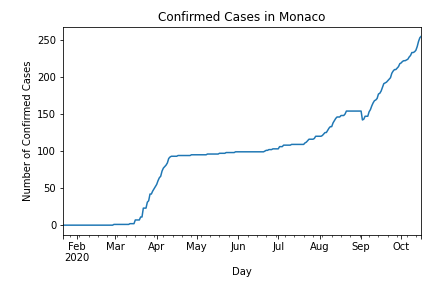 Confirmed Cases in Monaco
Number of Confirmed Cases
250
200
150
100
50
0
Feb Mar Apr May Jun Jul Aug Sep Oct
2020
Day